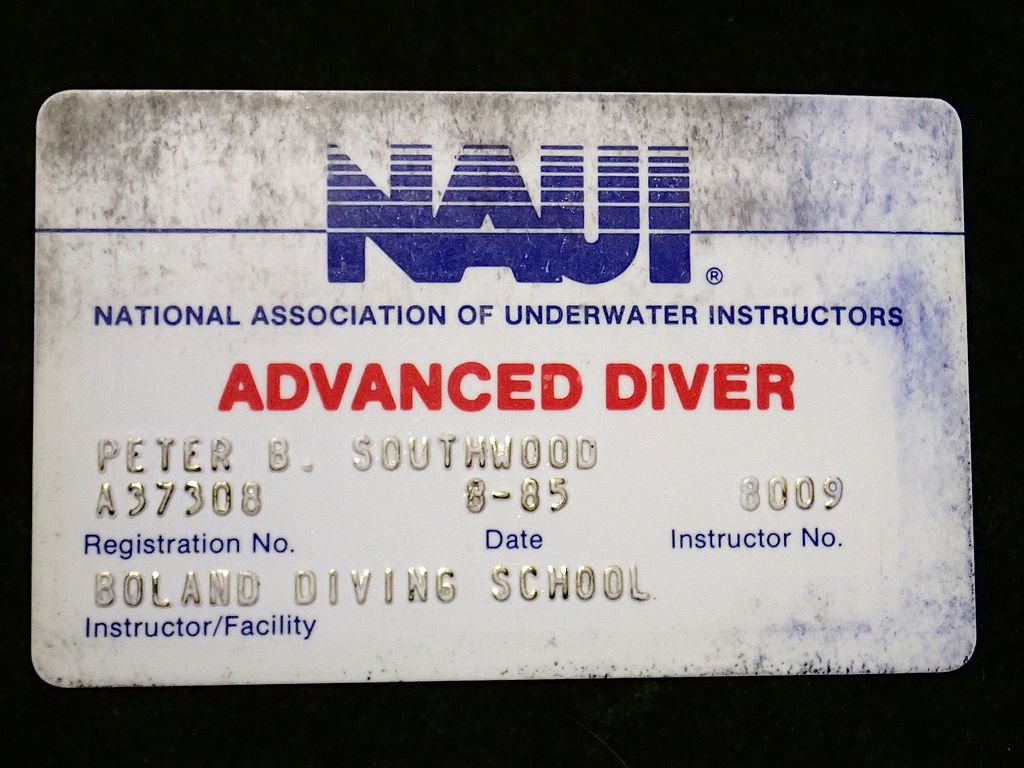 NAUI®
NATIONAL ASSOCIATION OF UNDERWATER INSTRUCTORS
ADVANCED DIVER
PETER B. SOUTHWOOD
A37308 8-85 8009
Registration No. Date Instructor No.
BOLAND DIVING SCHOOL
Instructor/Facility